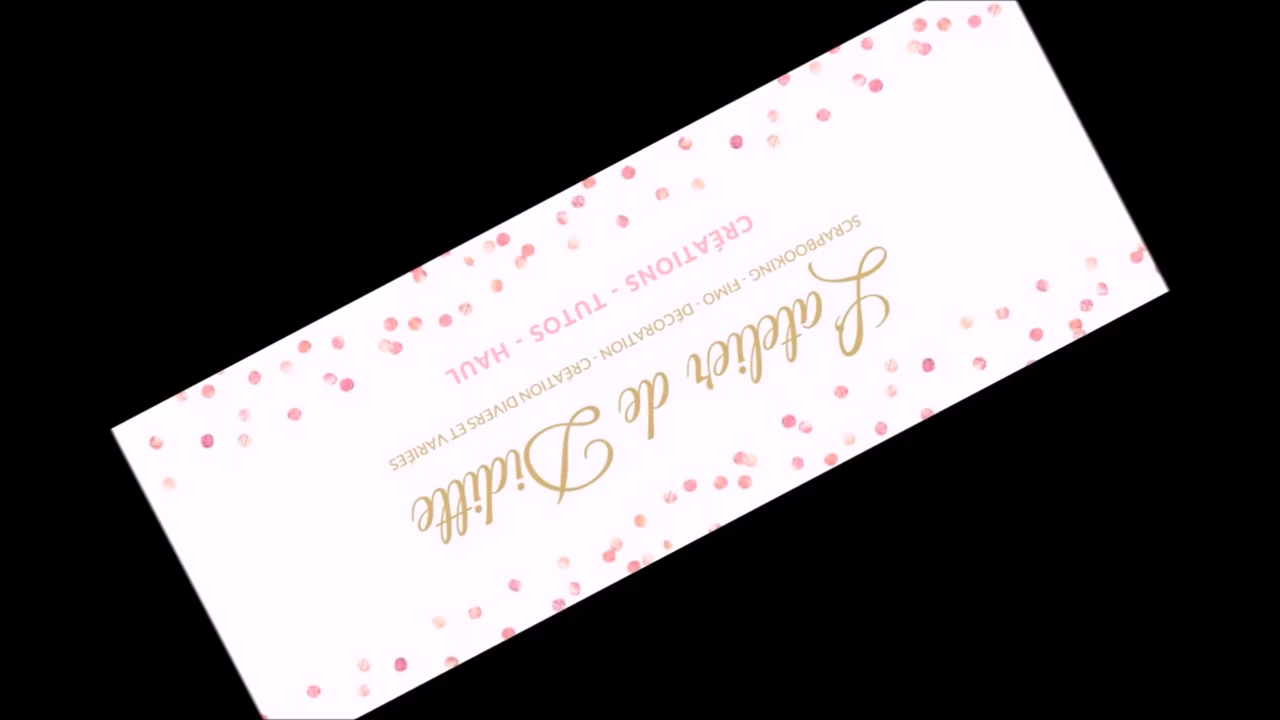 L'atelier de Diditte
SCRAPBOOKING - FIMO - DÉCORATION - CRÉATION DIVERS ET VARIÉES
CRÉATIONS - TUTOS - HAUL